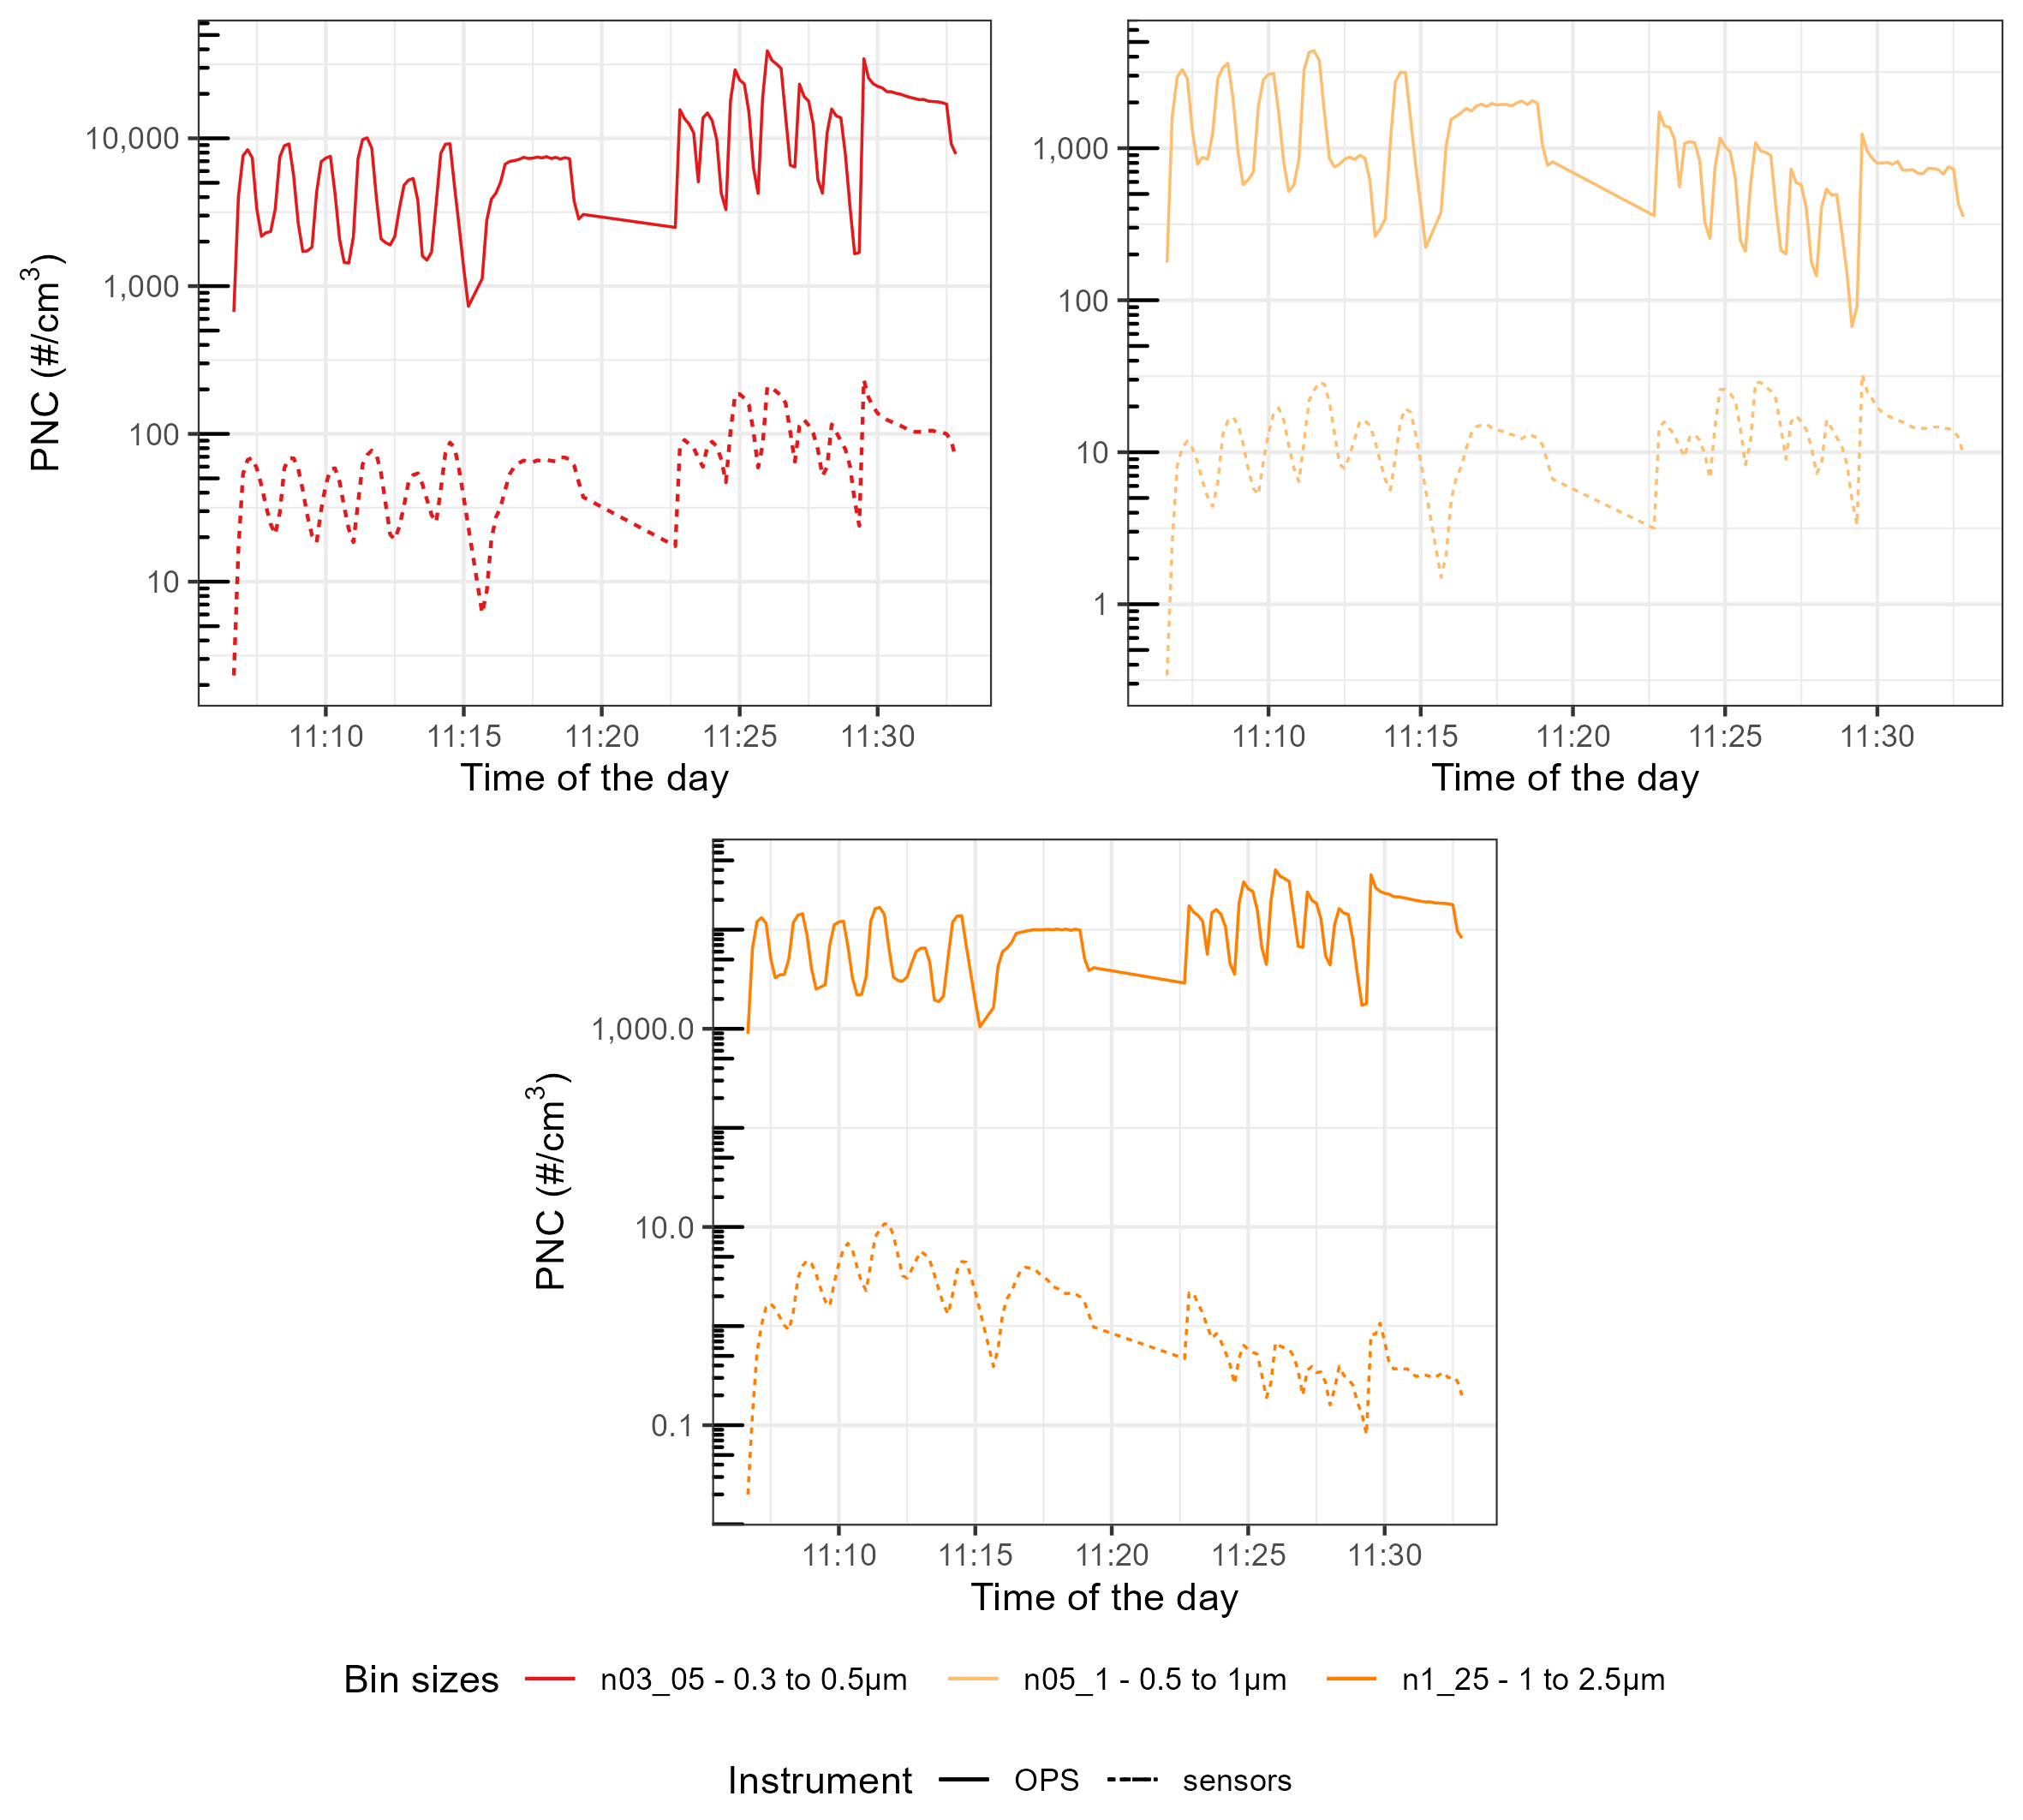 PNC (#/cm³)
10,000
1,000
100
10
11:10 11:15 11:20 11:25 11:30
Time of the day
1,000
100
10
1
11:10 11:15 11:20 11:25 11:30
Time of the day
PNC (#/cm³)
1,000.0
10.0
0.1
11:10 11:15 11:20 11:25 11:30
Time of the day
Bin sizes n03_05 - 0.3 to 0.5µm n05_1 - 0.5 to 1µm n1_25 - 1 to 2.5µm
Instrument OPS sensors